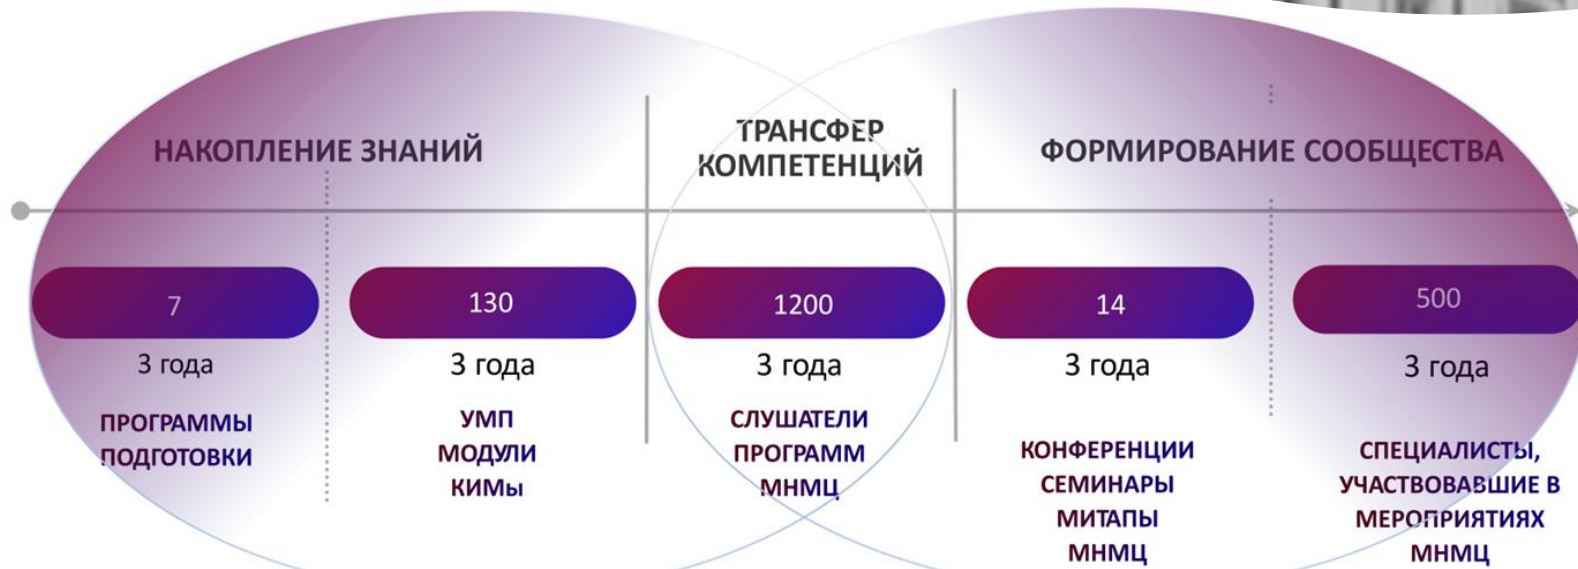 НАКОПЛЕНИЕ ЗНАНИЙ
ТРАНСФЕР
КОМПЕТЕНЦИЙ
ФОРМИРОВАНИЕ СООБЩЕСТВА
7
3 года
ПРОГРАММЫ
ПОДГОТОВКИ
130
3 года
УМП
МОДУЛИ
КИМы
1200
3 года
СЛУШАТЕЛИ
ПРОГРАММ
МНМЦ
14
3 года
КОНФЕРЕНЦИИ
СЕМИНАРЫ
МИТАПЫ
МНМЦ
500
3 года
СПЕЦИАЛИСТЫ,
УЧАСТВОВАВШИЕ В
МЕРОПРИЯТИЯХ
МНМЦ